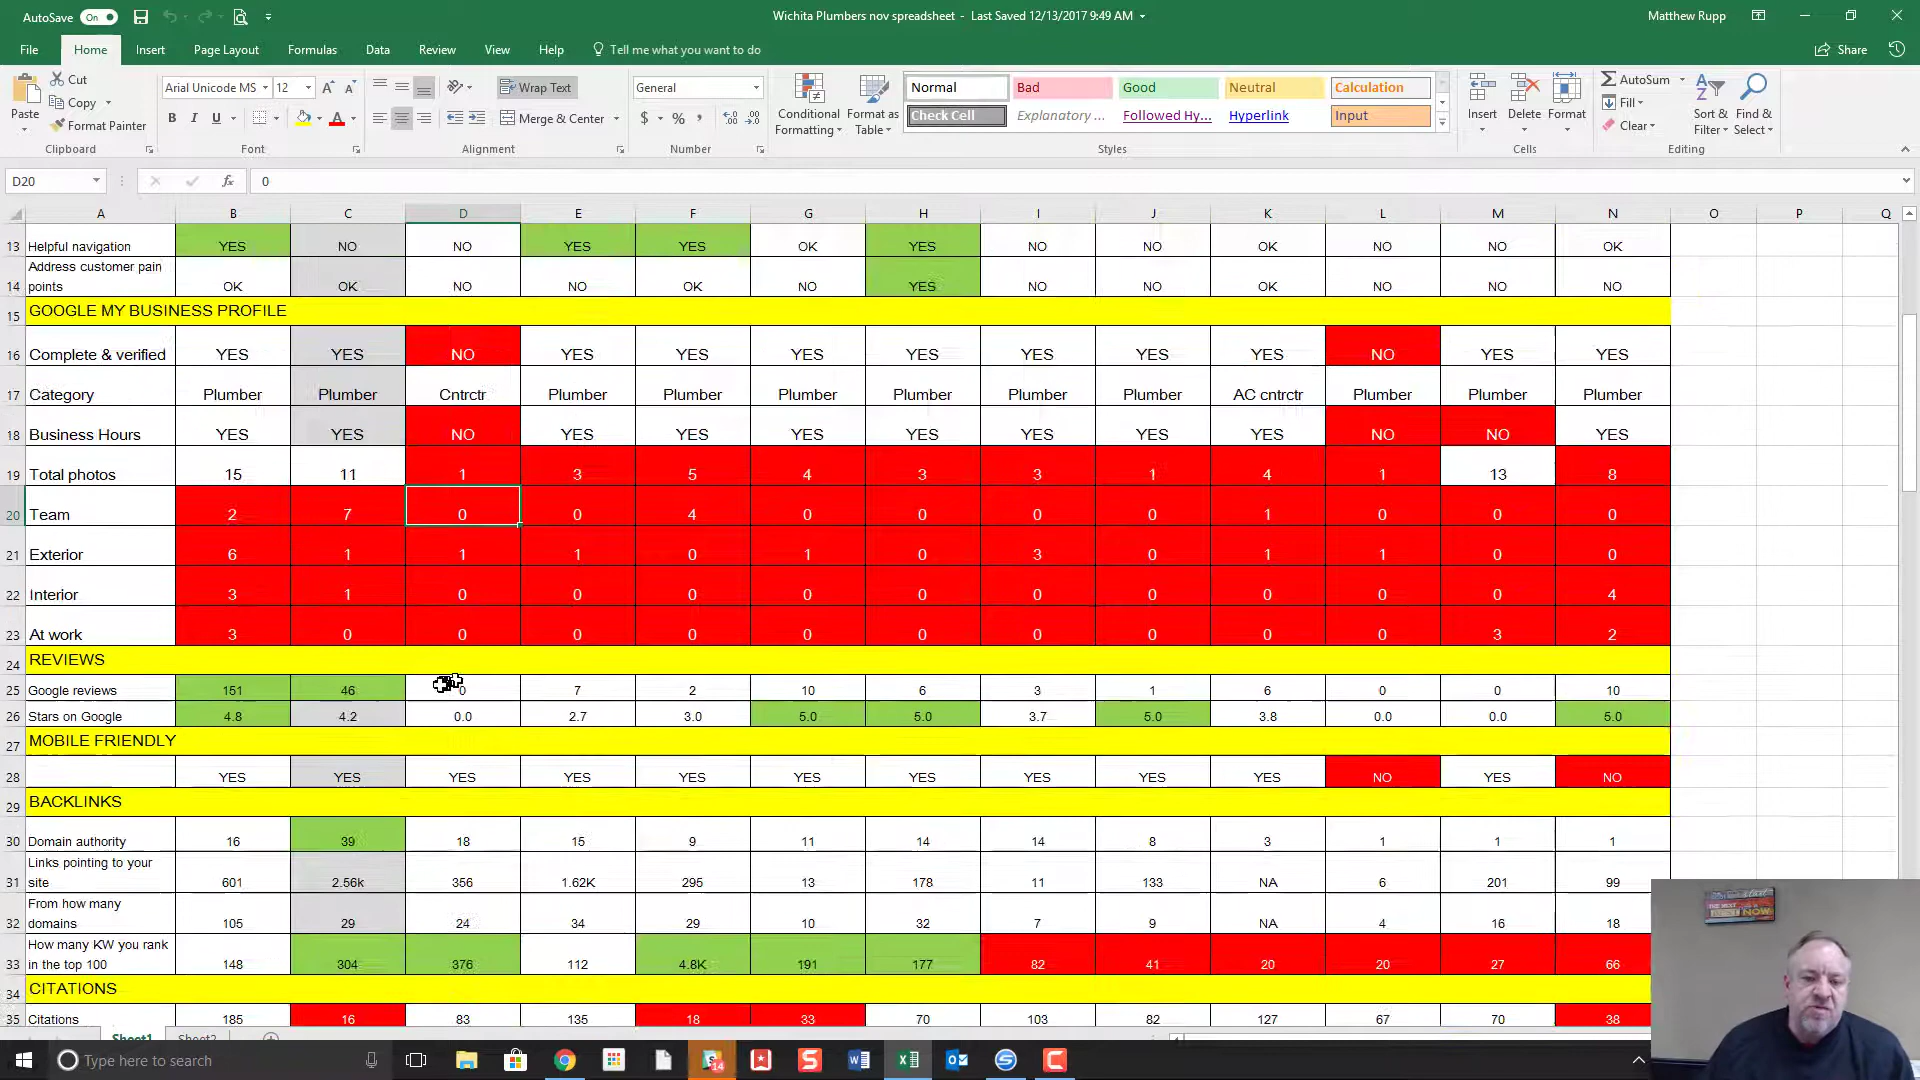 AutoSave On
Wichita Plumbers nov spreadsheet - Last Saved 12/13/2017 9:49 AM
Matthew Rupp
File Home Insert Page Layout Formulas Data Review View Help Tell me what you want to do
Share
Paste
Cut
Copy
Format Painter
Clipboard
Arial Unicode MS 12
B I U
Font
Wrap Text
Merge & Center
Alignment
General
$ % ,
Number
Conditional Formatting
Format as Table
Normal Bad Good Neutral Calculation
Check Cell Explanatory ... Followed Hy... Hyperlink Input
Styles
Insert Delete Format
Cells
AutoSum
Fill
Clear
Sort & Filter
Find & Select
Editing
D20 fx 0
A B C D E F G H I J K L M N O P Q
13 Helpful navigation YES NO NO YES YES OK YES NO NO OK NO NO OK
14 Address customer pain points OK OK NO NO OK NO YES NO NO OK NO NO NO
15 GOOGLE MY BUSINESS PROFILE
16 Complete & verified YES YES NO YES YES YES YES YES YES YES NO YES YES
17 Category Plumber Plumber Cntrctr Plumber Plumber Plumber Plumber Plumber Plumber AC cntrctr Plumber Plumber Plumber
18 Business Hours YES YES NO YES YES YES YES YES YES YES NO NO YES
19 Total photos 15 11 1 3 5 4 3 3 1 4 1 13 8
20 Team 2 7 0 0 4 0 0 0 0 1 0 0 0
21 Exterior 6 1 1 1 0 1 0 3 0 1 1 0 0
22 Interior 3 1 0 0 0 0 0 0 0 0 0 0 4
23 At work 3 0 0 0 0 0 0 0 0 0 0 3 2
24 REVIEWS
25 Google reviews 151 46 0 7 2 10 6 3 1 6 0 0 10
26 Stars on Google 4.8 4.2 0.0 2.7 3.0 5.0 5.0 3.7 5.0 3.8 0.0 0.0 5.0
27 MOBILE FRIENDLY
28 YES YES YES YES YES YES YES YES YES YES NO YES NO
29 BACKLINKS
30 Domain authority 16 39 18 15 9 11 14 14 8 3 1 1 1
31 Links pointing to your site 601 2.56k 356 1.62K 295 13 178 11 133 NA 6 201 99
32 From how many domains 105 29 24 34 29 10 32 7 9 NA 4 16 18
33 How many KW you rank in the top 100 148 304 376 112 4.8K 191 177 82 41 20 20 27 66
34 CITATIONS
35 Citations 185 16 83 135 18 33 70 103 82 127 67 70 38
Sheet1 Sheet2
Type here to search
14